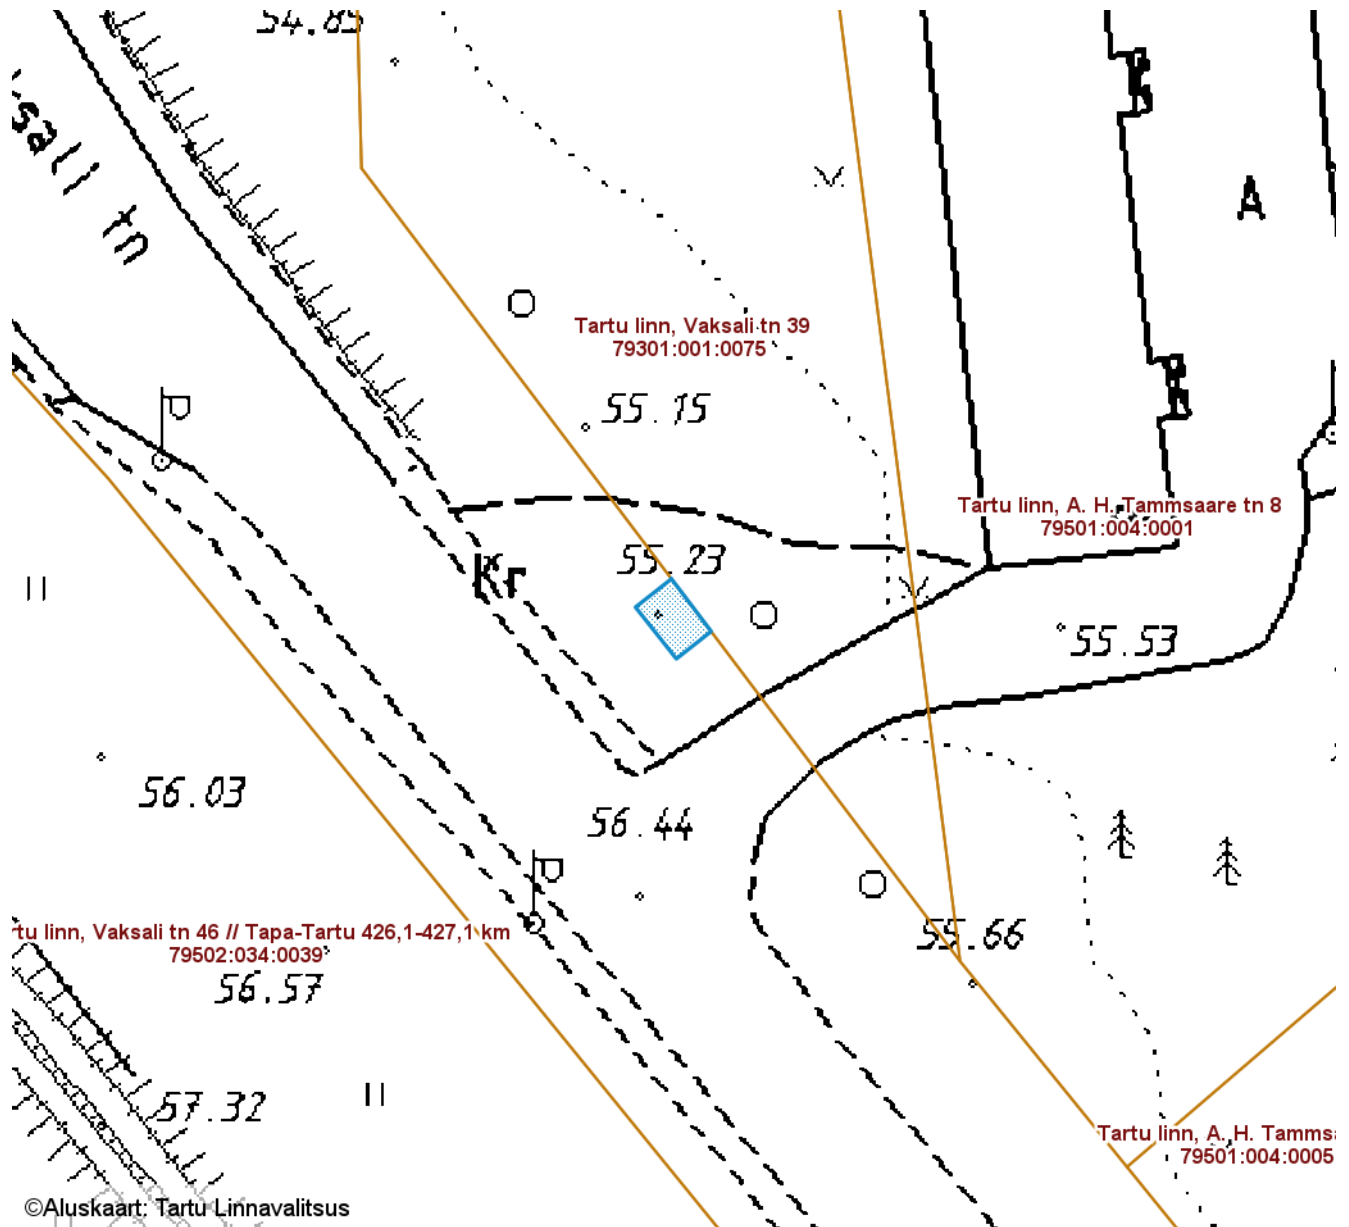 54.85
tn
A
Tartu linn, Vaksali tn 39
79301:001:0075
55.15
Tartu linn, A. H. Tammsaare tn 8
79501:004:0001
55.23
Kr
55.53
56.03
56.44
55.66
rtu linn, Vaksali tn 46 // Tapa-Tartu 426,1-427,1 km
79502:034:0039
56.57
57.32
Tartu linn, A. H. Tamms
79501:004:0005
©Aluskaart: Tartu Linnavalitsus